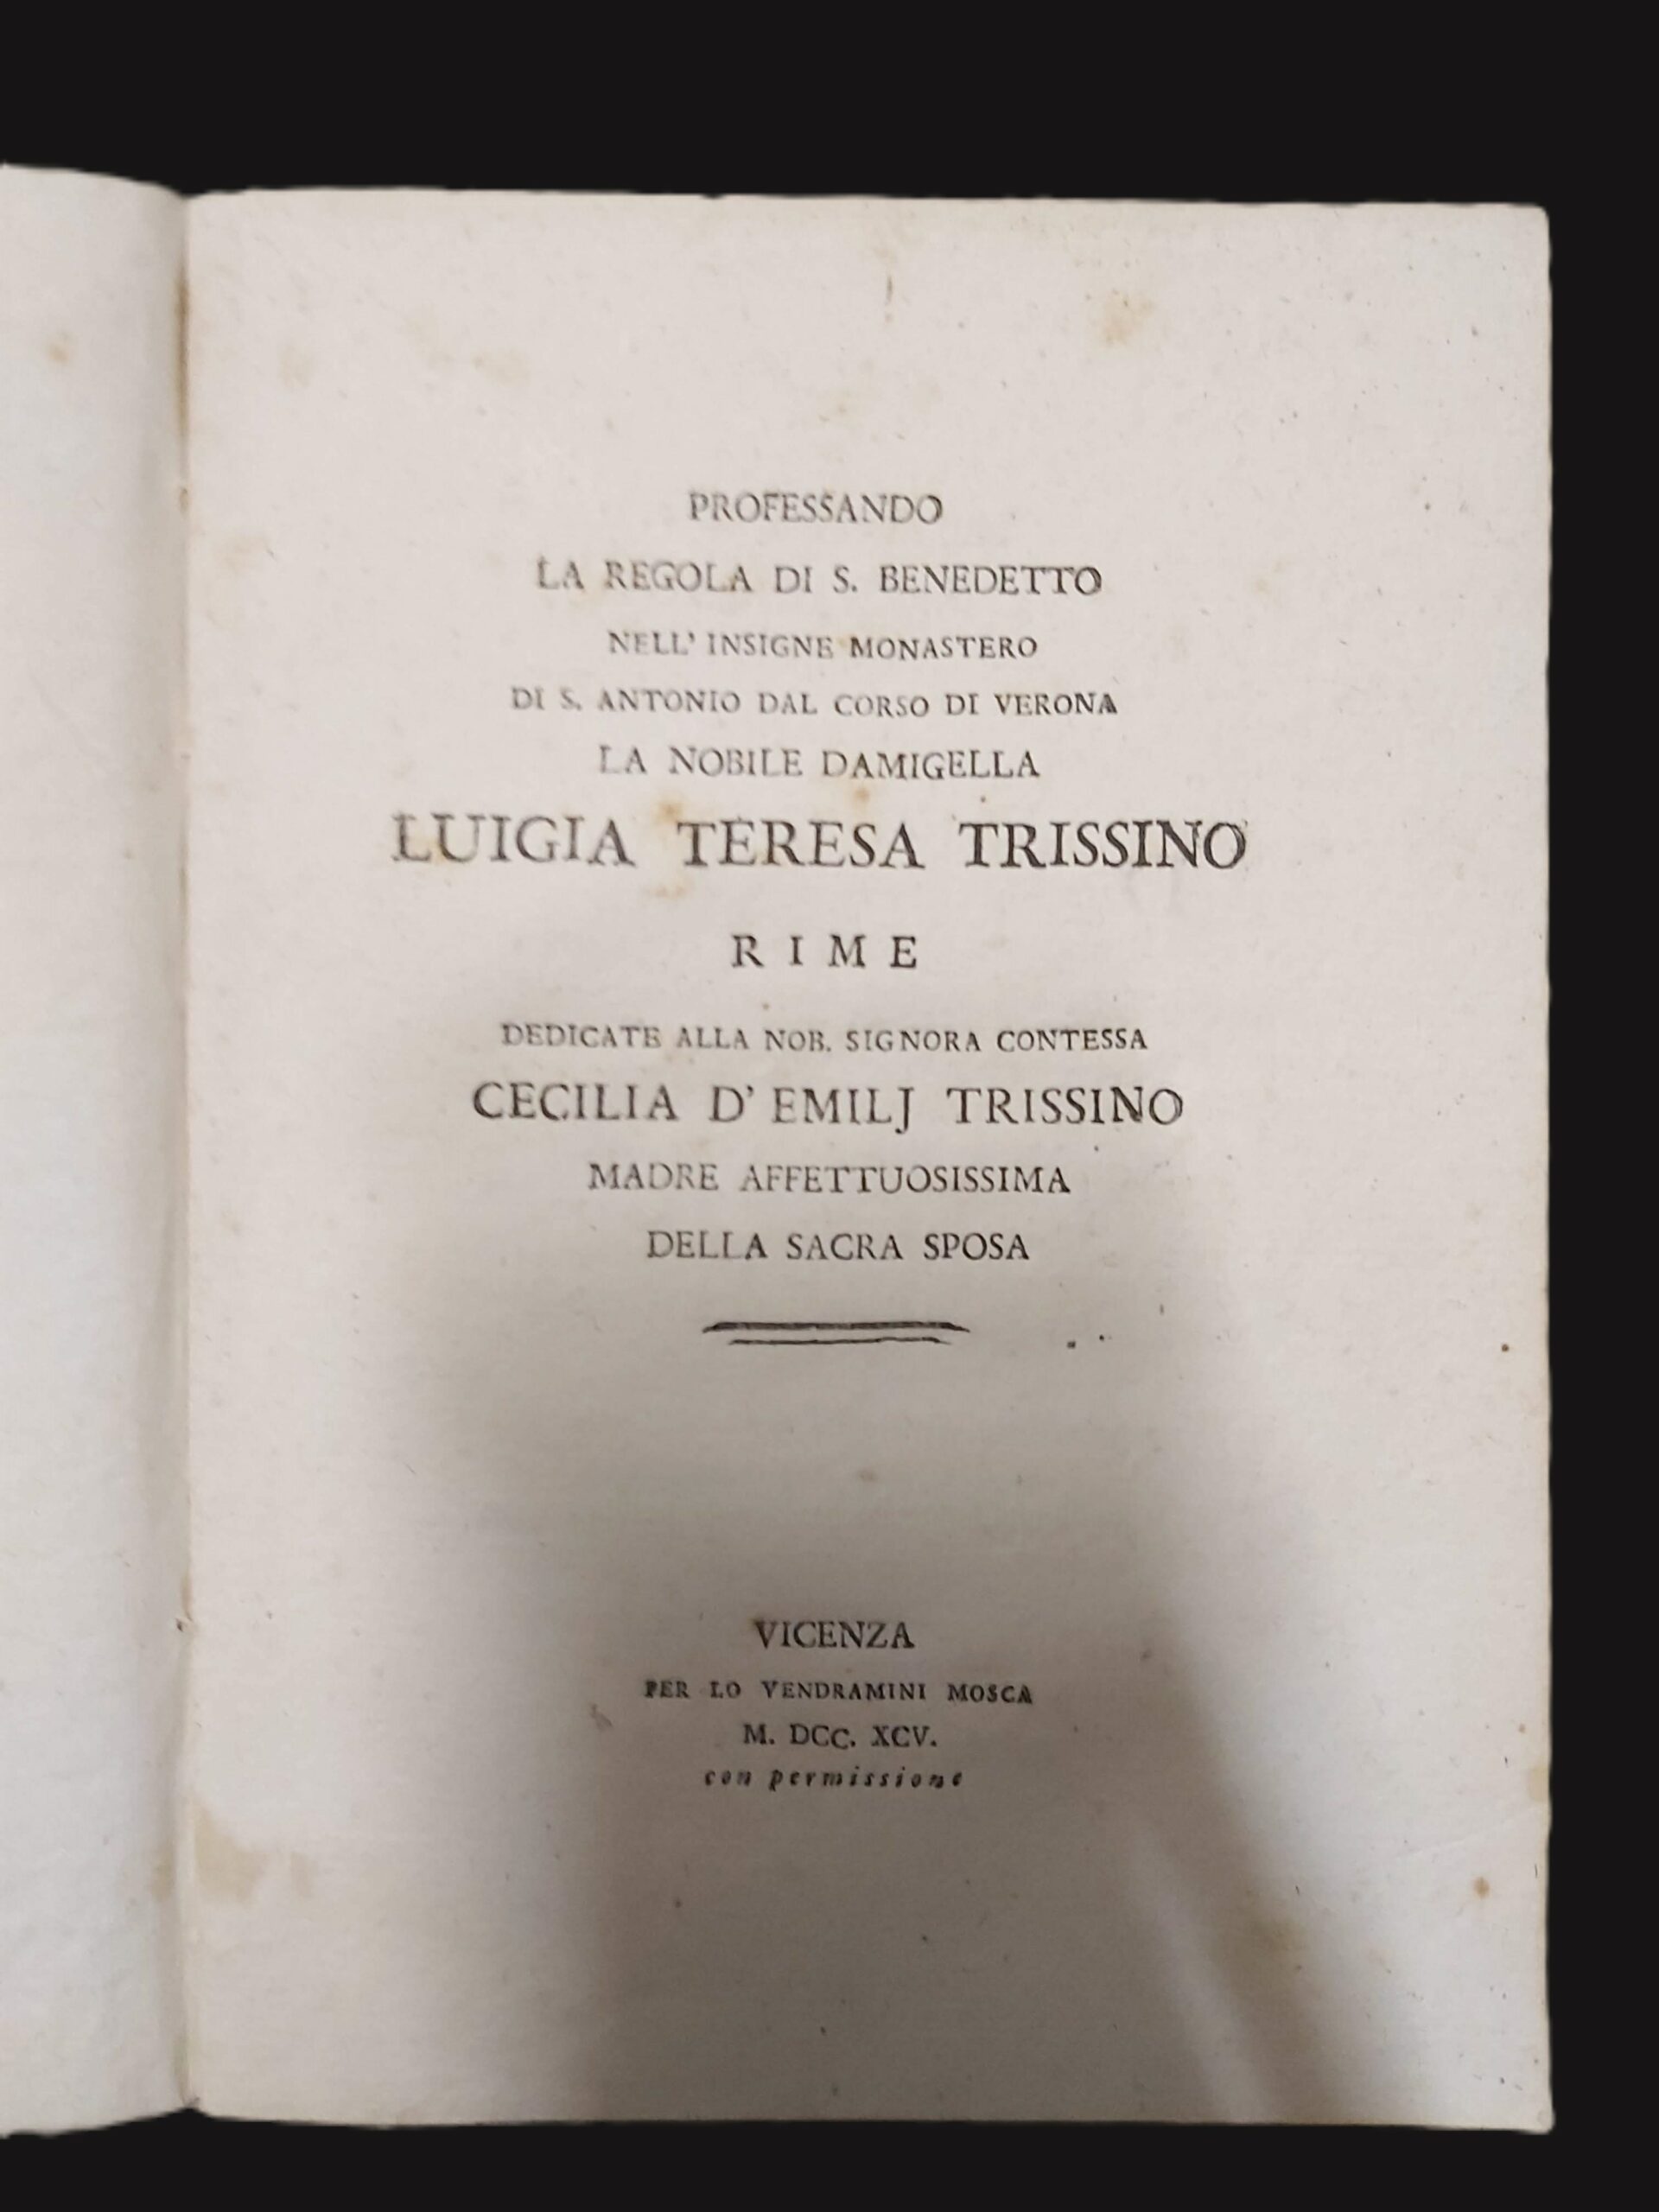 PROFESSANDO
LA REGOLA DI S. BENEDETTO
NELL' INSIGNE MONASTERO
DI S. ANTONIO DAL CORSO DI VERONA
LA NOBILE DAMIGELLA
LUIGIA TERESA TRISSINO
RIME
DEDICATE ALLA NOB. SIGNORA CONTESSA
CECILIA D' EMILJ TRISSINO
MADRE AFFETTUOSISSIMA
DELLA SACRA SPOSA
VICENZA
PER LO VENDRAMINI MOSCA
M. DCC. XCV.
con permissione